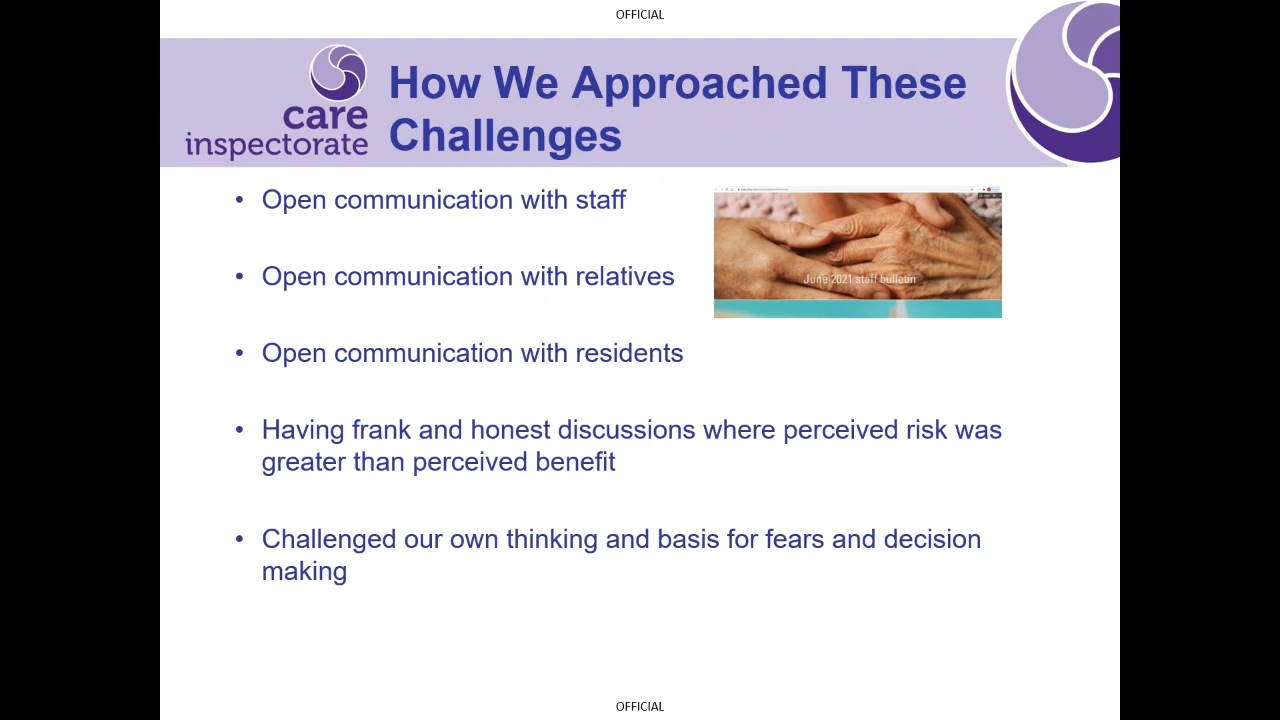 OFFICIAL
care
inspectorate
How We Approached These
Challenges
• Open communication with staff
• Open communication with relatives
June 2021 staff bulletin
• Open communication with residents
• Having frank and honest discussions where perceived risk was
greater than perceived benefit
• Challenged our own thinking and basis for fears and decision
making
OFFICIAL